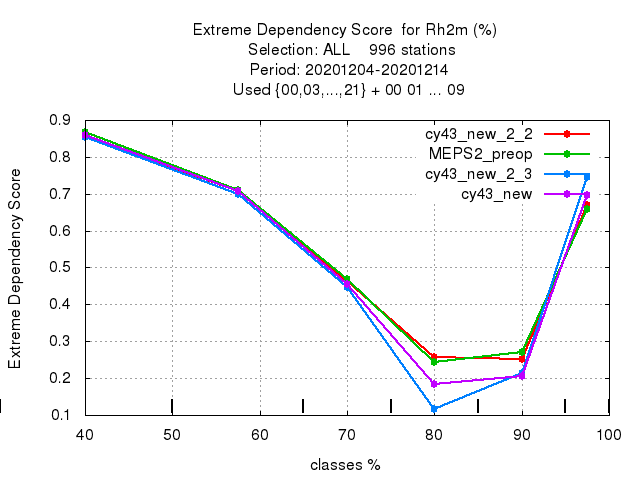 Extreme Dependency Score  for Rh2m (%)
Selection: ALL    996 stations
Period: 20201204-20201214
Used {00,03,...,21} + 00 01 ... 09
0.9
0.8
0.7
0.6
0.5
0.4
0.3
0.2
0.1
Extreme Dependency Score
cy43_new_2_2
MEPS2_preop
cy43_new_2_3
cy43_new
40 50 60 70 80 90 100
classes %